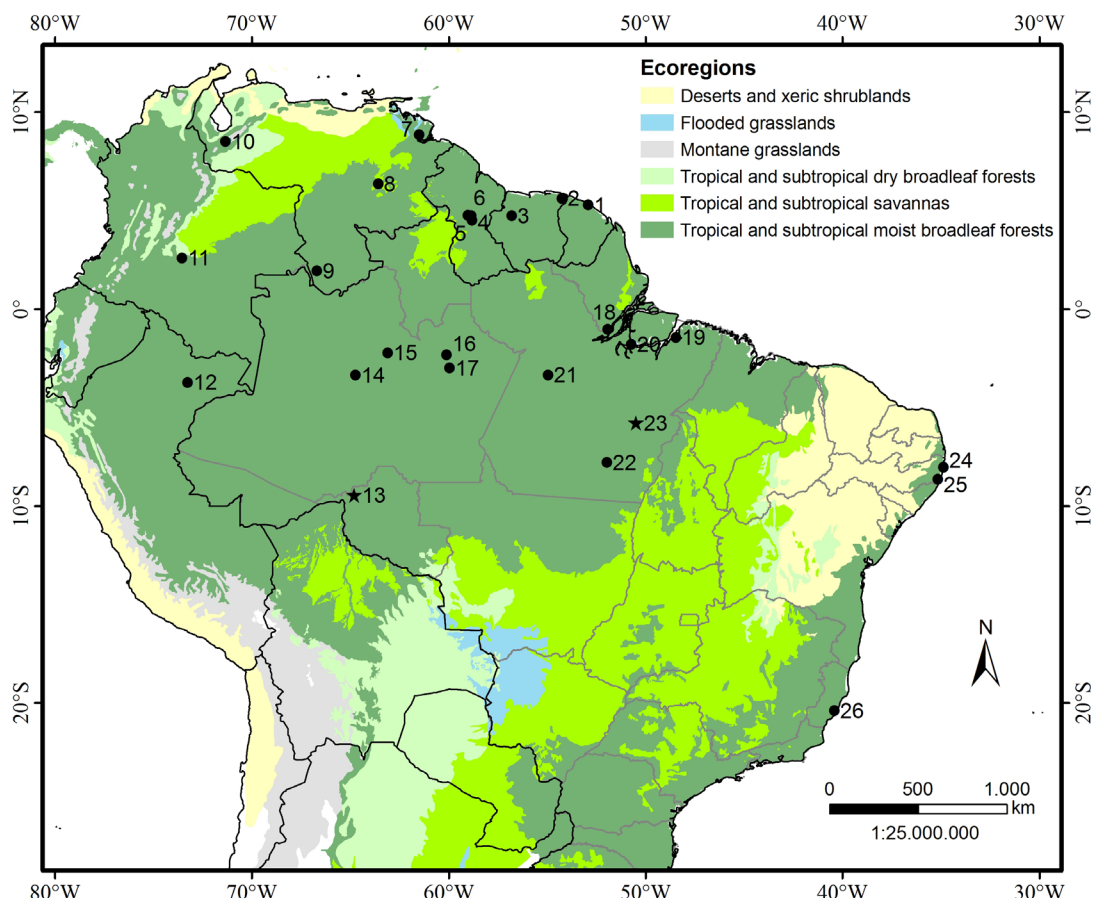 80°W 70°W 60°W 50°W 40°W 30°W
Ecoregions
Deserts and xeric shrublands
Flooded grasslands
Montane grasslands
Tropical and subtropical dry broadleaf forests
Tropical and subtropical savannas
Tropical and subtropical moist broadleaf forests
10°N 10°N
7
10
8
6
2 1
4
3
5
11
9
0° 0°
18
19
20
16
15
17
14
21
12
23
22
24
25
13
10°S 10°S
N
20°S 20°S
26
0 500 1.000
km
1:25.000.000
80°W 70°W 60°W 50°W 40°W 30°W